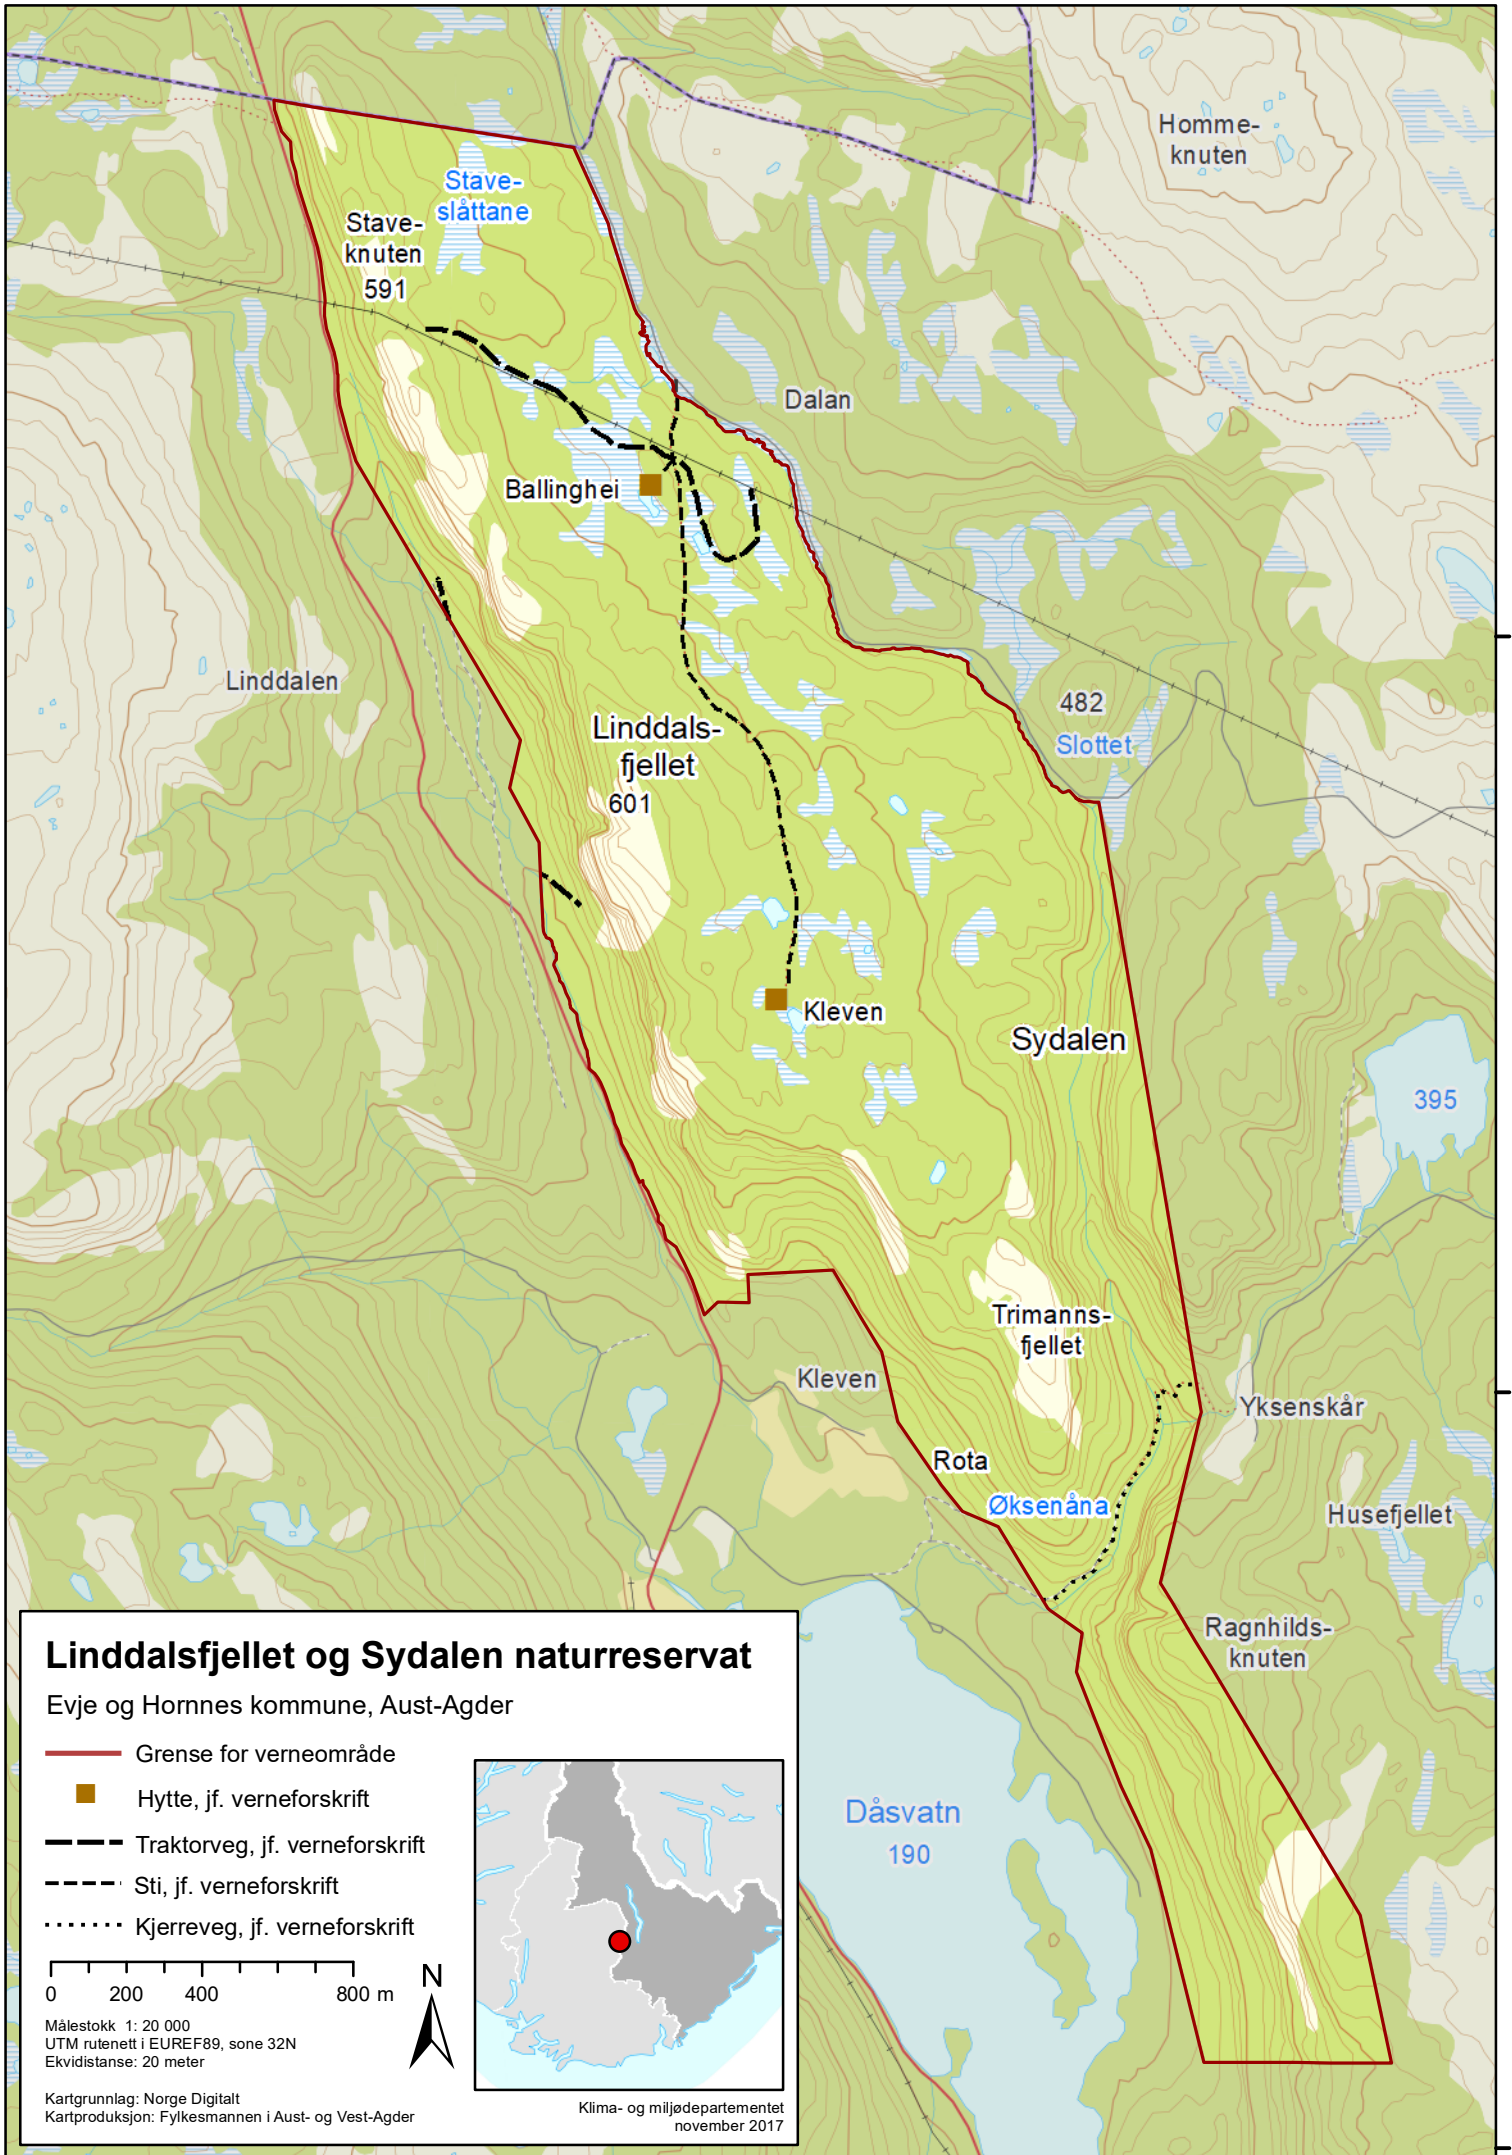 Homme-
knuten
Stave-
slåttane
Stave-
knuten
591
Dalan
Ballinghei
Linddalen
482
Slottet
Linddals-
fjellet
601
Kleven
Sydalen
395
Trimanns-
fjellet
Kleven
Yksenskår
Rota
Øksenåna
Husefjellet
Ragnhilds-
knuten
Dåsvatn
190
Linddalsfjellet og Sydalen naturreservat
Evje og Hornnes kommune, Aust-Agder
Grense for verneområde
Hytte, jf. verneforskrift
Traktorveg, jf. verneforskrift
Sti, jf. verneforskrift
Kjerreveg, jf. verneforskrift
0 200 400 800 m
N
Målestokk 1: 20 000
UTM rutenett i EUREF89, sone 32N
Ekvidistanse: 20 meter
Kartgrunnlag: Norge Digitalt
Kartproduksjon: Fylkesmannen i Aust- og Vest-Agder
Klima- og miljødepartementet
november 2017